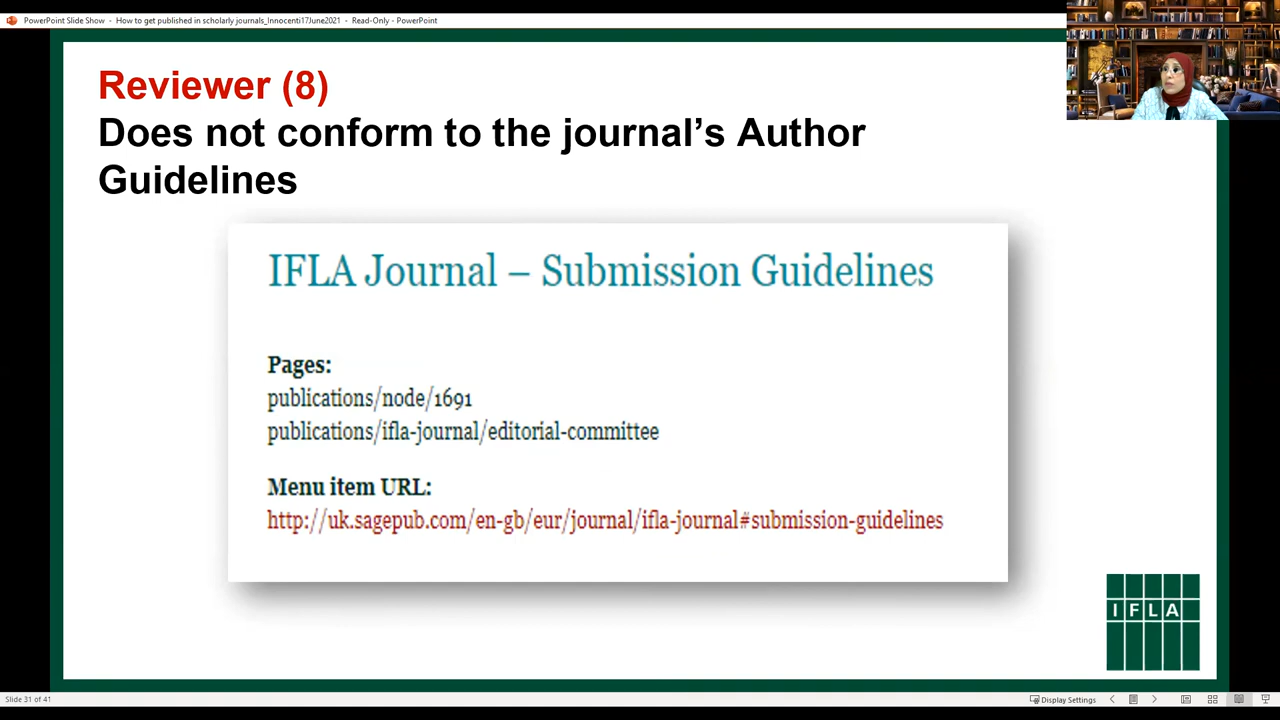 PowerPoint Slide Show - How to get published in scholarly journals_Innocenti17June2021 - Read-Only - PowerPoint
Reviewer (8)
Does not conform to the journal's Author
Guidelines
IFLA Journal – Submission Guidelines
Pages:
publications/node/1691
publications/ifla-journal/editorial-committee
Menu item URL:
http://uk.sagepub.com/en-gb/eur/journal/ifla-journal#submission-guidelines
IFLA
Slide 31 of 41
Display Settings